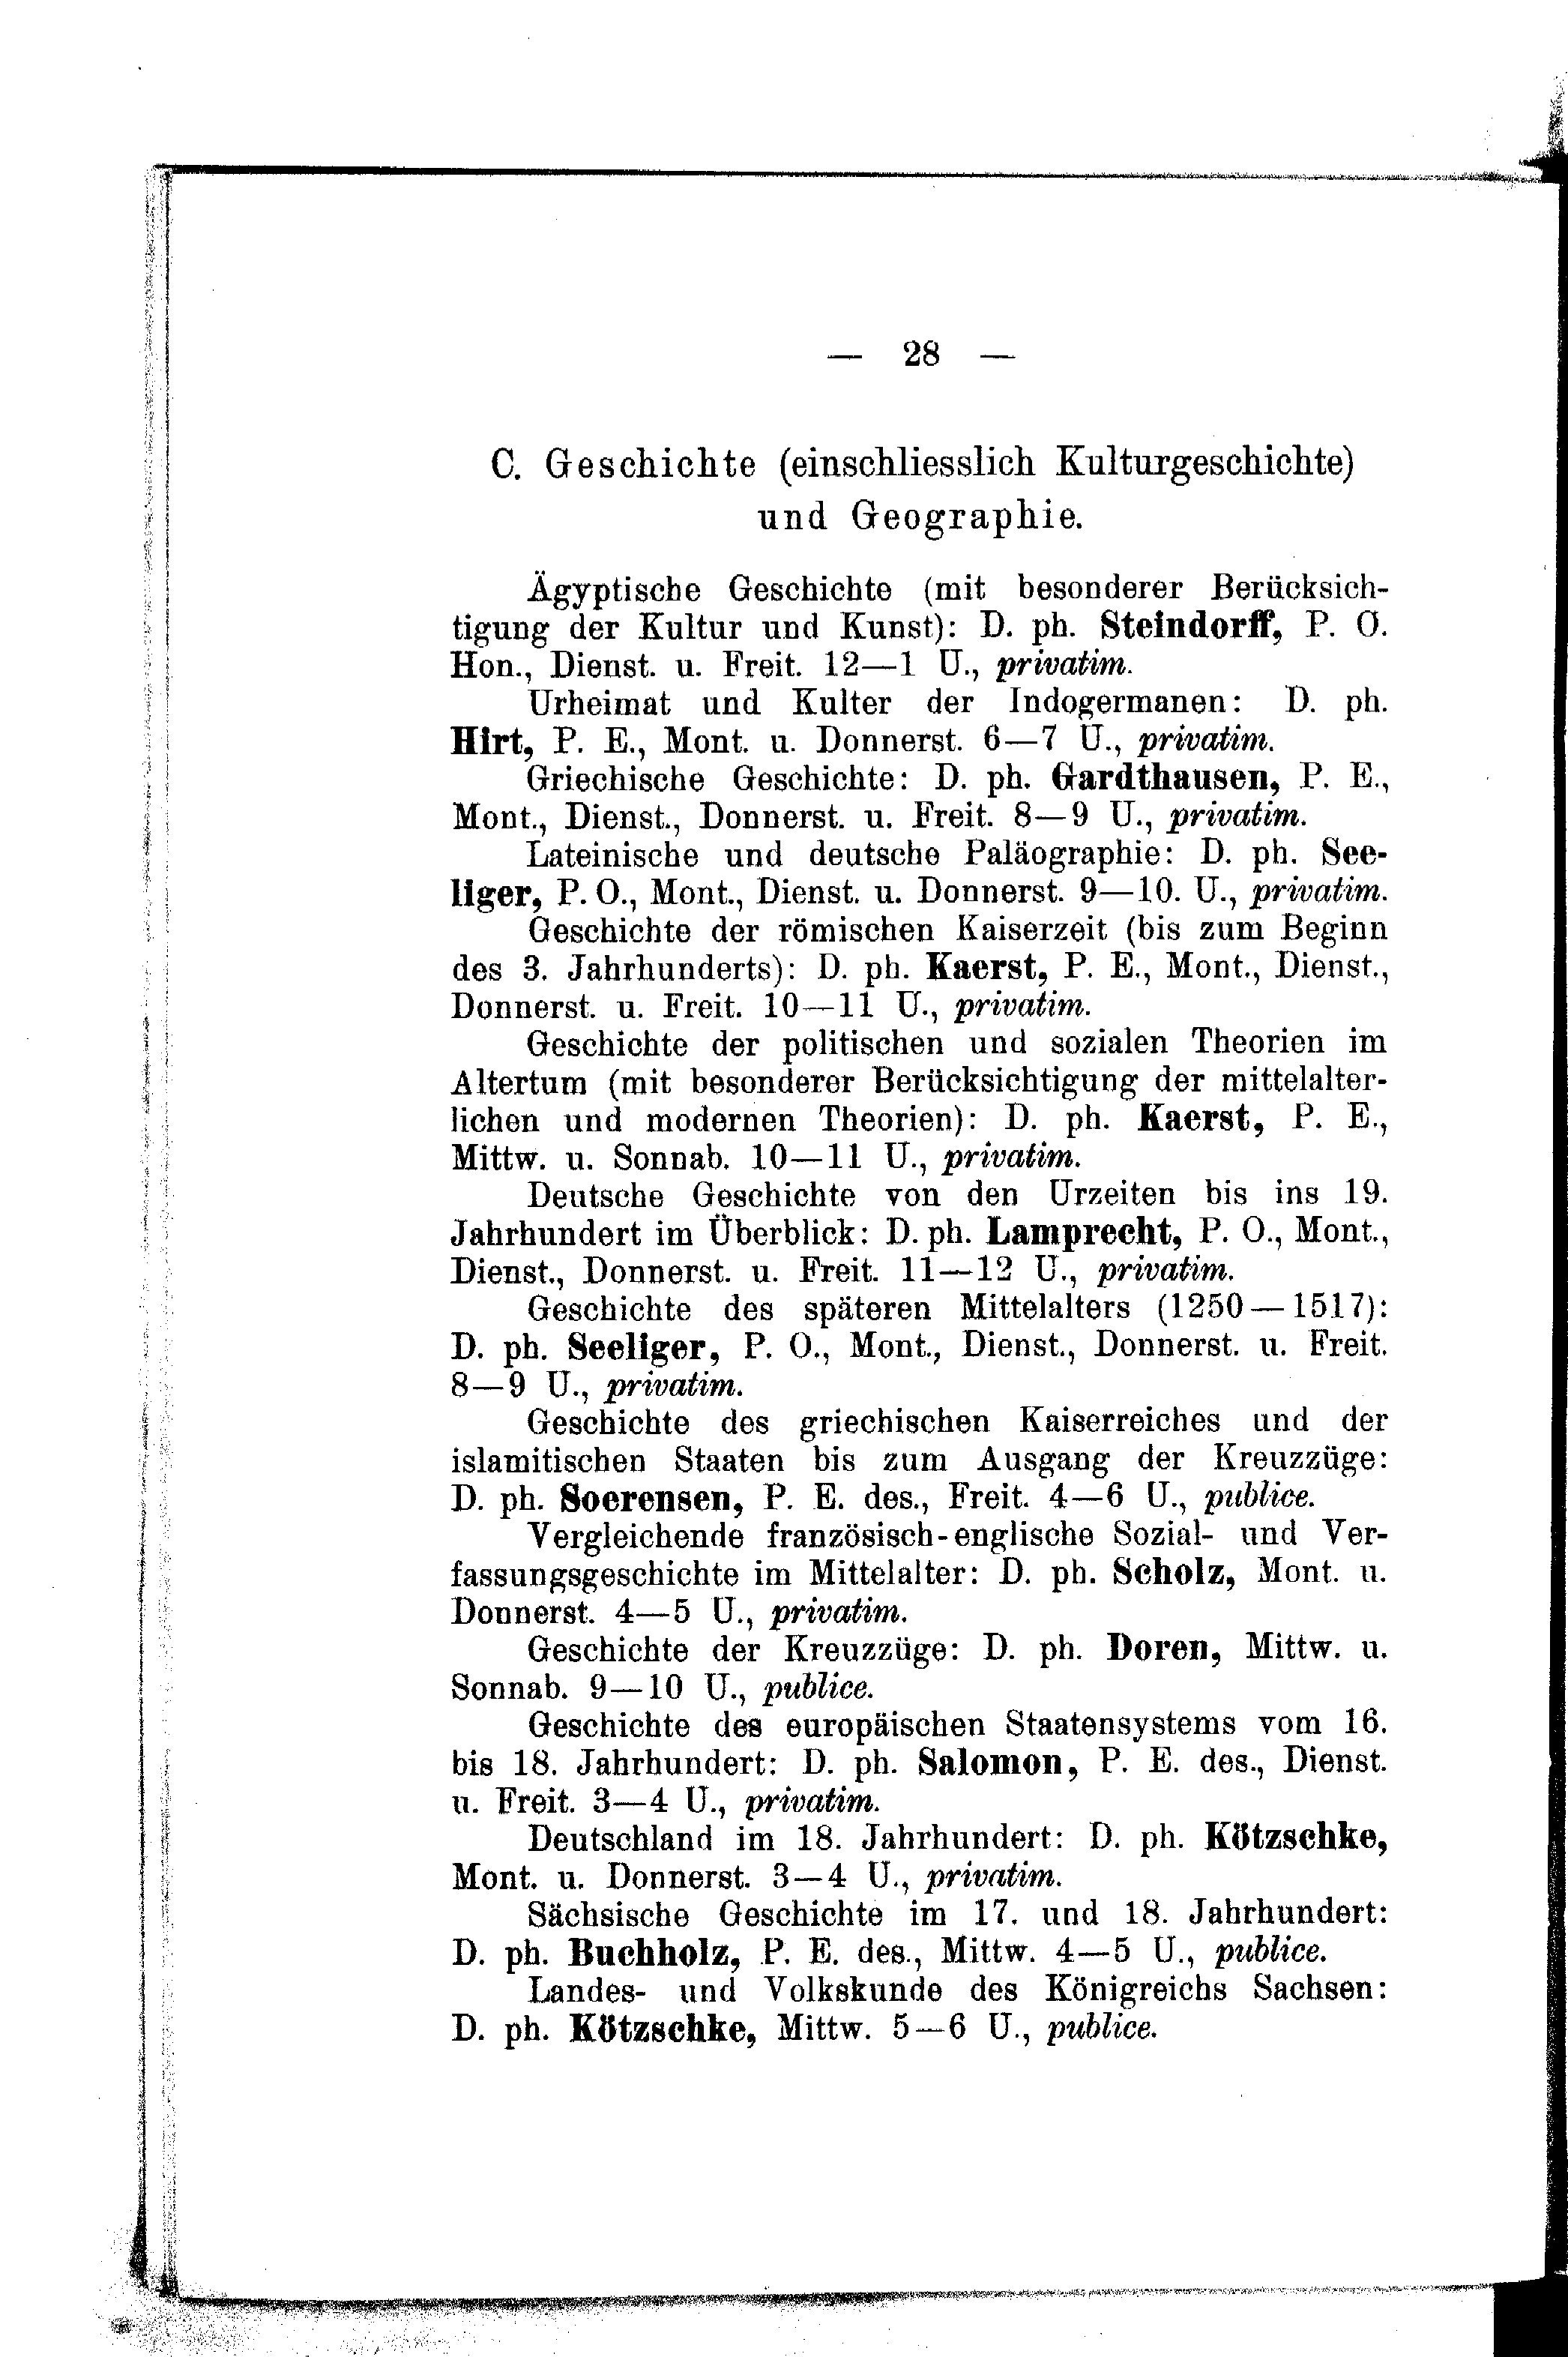 — 28 —
C. Geschichte (einschliesslich Kulturgeschichte)
und Geographie.
Ägyptische Geschichte (mit besonderer Berücksich-
tigung der Kultur und Kunst): D. ph. Steindorff, P. O.
Hon., Dienst. u. Freit. 12—1 U., privatim.
Urheimat und Kulter der Indogermanen: D. ph.
Hirt, P. E., Mont. u. Donnerst. 6—7 U., privatim.
Griechische Geschichte: D. ph. Gardthausen, P. E.,
Mont., Dienst., Donnerst. u. Freit. 8—9 U., privatim.
Lateinische und deutsche Paläographie: D. ph. See-
liger, P. O., Mont., Dienst. u. Donnerst. 9—10. U., privatim.
Geschichte der römischen Kaiserzeit (bis zum Beginn
des 3. Jahrhunderts): D. ph. Kaerst, P. E., Mont., Dienst.,
Donnerst. u. Freit. 10—11 U., privatim.
Geschichte der politischen und sozialen Theorien im
Altertum (mit besonderer Berücksichtigung der mittelalter-
lichen und modernen Theorien): D. ph. Kaerst, P. E.,
Mittw. u. Sonnab. 10—11 U., privatim.
Deutsche Geschichte von den Urzeiten bis ins 19.
Jahrhundert im Überblick: D. ph. Lamprecht, P. O., Mont.,
Dienst., Donnerst. u. Freit. 11—12 U., privatim.
Geschichte des späteren Mittelalters (1250—1517):
D. ph. Seeliger, P. O., Mont., Dienst., Donnerst. u. Freit.
8—9 U., privatim.
Geschichte des griechischen Kaiserreiches und der
islamitischen Staaten bis zum Ausgang der Kreuzzüge:
D. ph. Soerensen, P. E. des., Freit. 4—6 U., publice.
Vergleichende französisch-englische Sozial- und Ver-
fassungsgeschichte im Mittelalter: D. ph. Scholz, Mont. u.
Donnerst. 4—5 U., privatim.
Geschichte der Kreuzzüge: D. ph. Doren, Mittw. u.
Sonnab. 9—10 U., publice.
Geschichte des europäischen Staatensystems vom 16.
bis 18. Jahrhundert: D. ph. Salomon, P. E. des., Dienst.
u. Freit. 3—4 U., privatim.
Deutschland im 18. Jahrhundert: D. ph. Kötzschke,
Mont. u. Donnerst. 3—4 U., privatim.
Sächsische Geschichte im 17. und 18. Jahrhundert:
D. ph. Buchholz, P. E. des., Mittw. 4—5 U., publice.
Landes- und Volkskunde des Königreichs Sachsen:
D. ph. Kötzschke, Mittw. 5—6 U., publice.